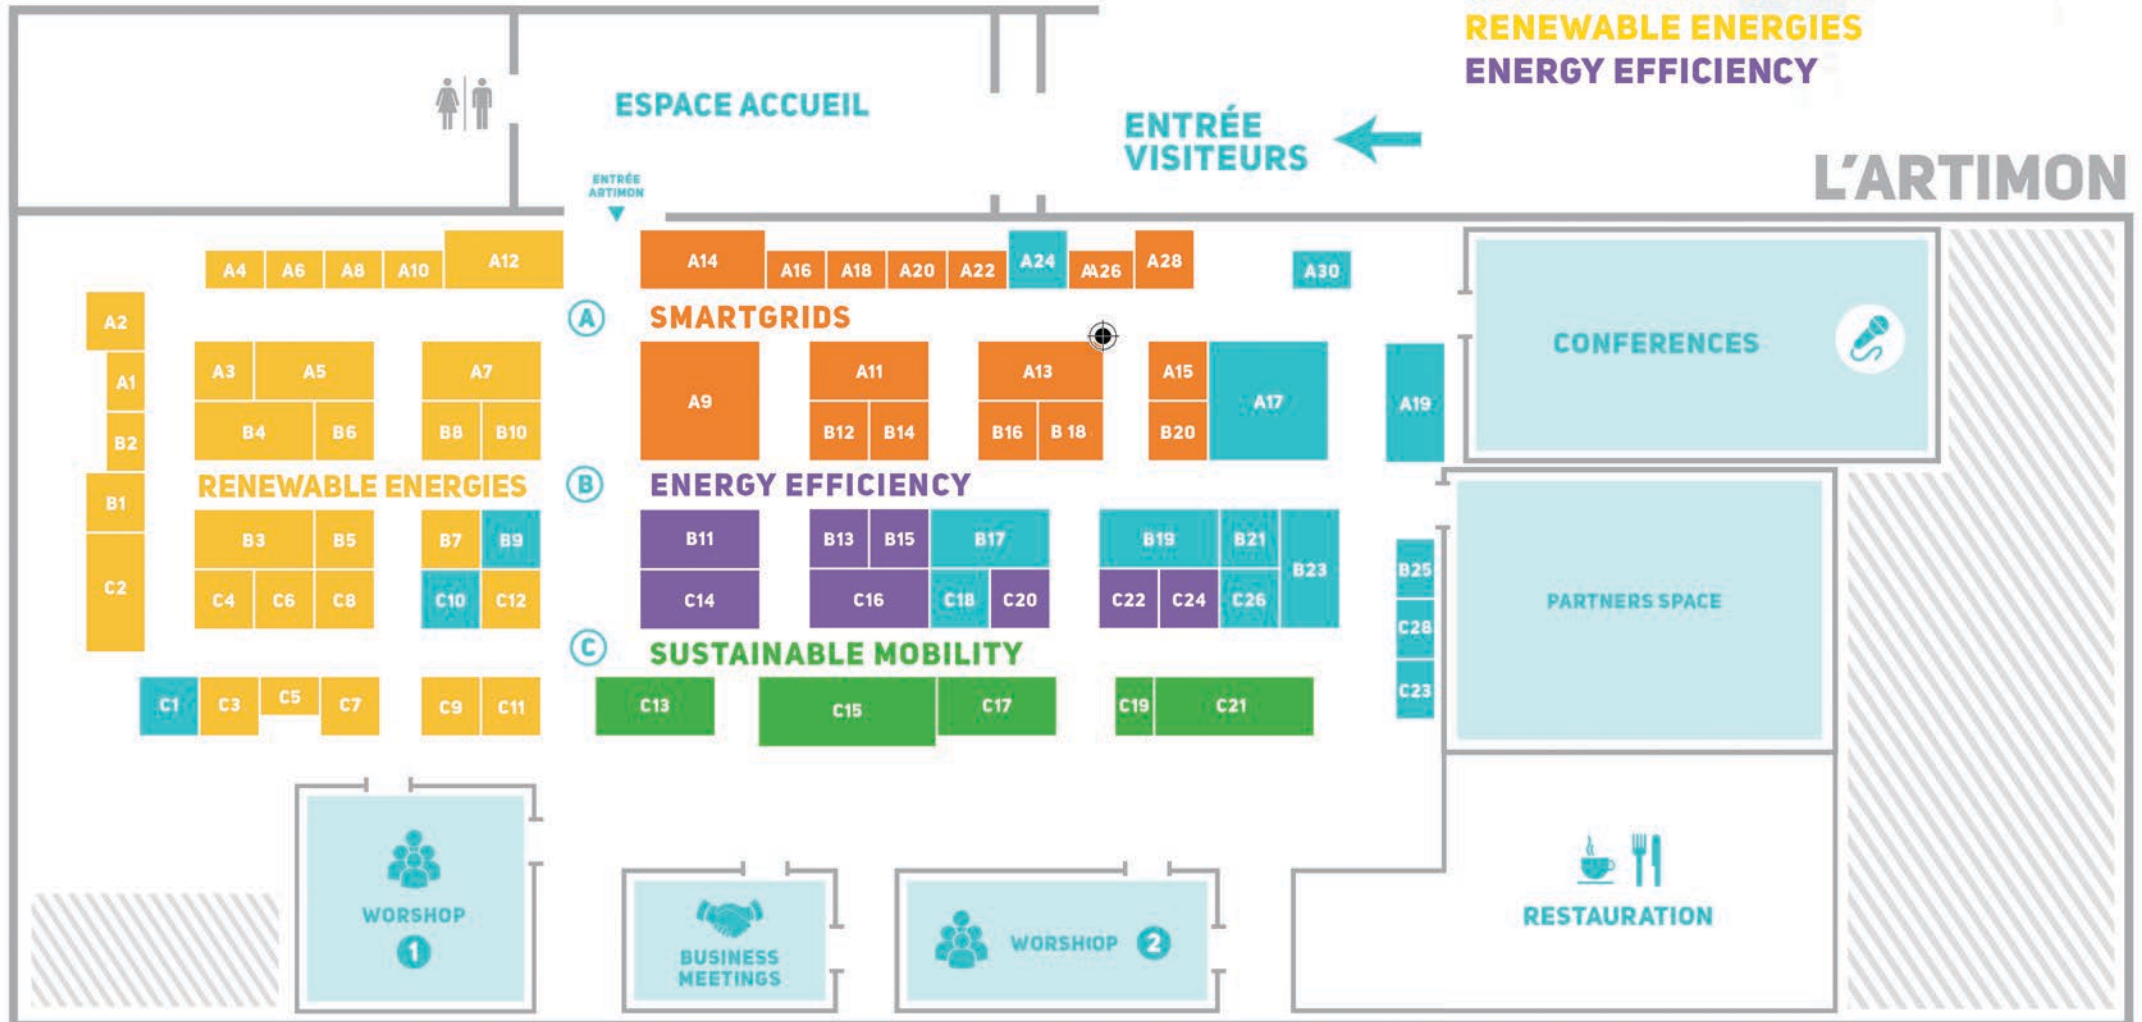 RENEWABLE ENERGIES
ENERGY EFFICIENCY
ESPACE ACCUEIL
ENTRÉE
VISITEURS
L'ARTIMON
ENTRÉE
ARTIMON
A4 A6 A8 A10 A12 A14 A16 A18 A20 A22 A24 AA26 A28 A30
A2
A SMARTGRIDS
CONFERENCES
A1 A3 A5 A7 A9 A11 A13 A15 A17 A19
B2 B4 B6 B8 B10 B12 B14 B16 B 18 B20
RENEWABLE ENERGIES B ENERGY EFFICIENCY
B1 B3 B5 B7 B9 B11 B13 B15 B17 B19 B21 B23 B25
C2 C4 C6 C8 C10 C12 C14 C16 C18 C20 C22 C24 C26 C28
PARTNERS SPACE
C SUSTAINABLE MOBILITY
C1 C3 C5 C7 C9 C11 C13 C15 C17 C19 C21 C23
WORSHOP
1
BUSINESS
MEETINGS
WORSHIOP 2
RESTAURATION